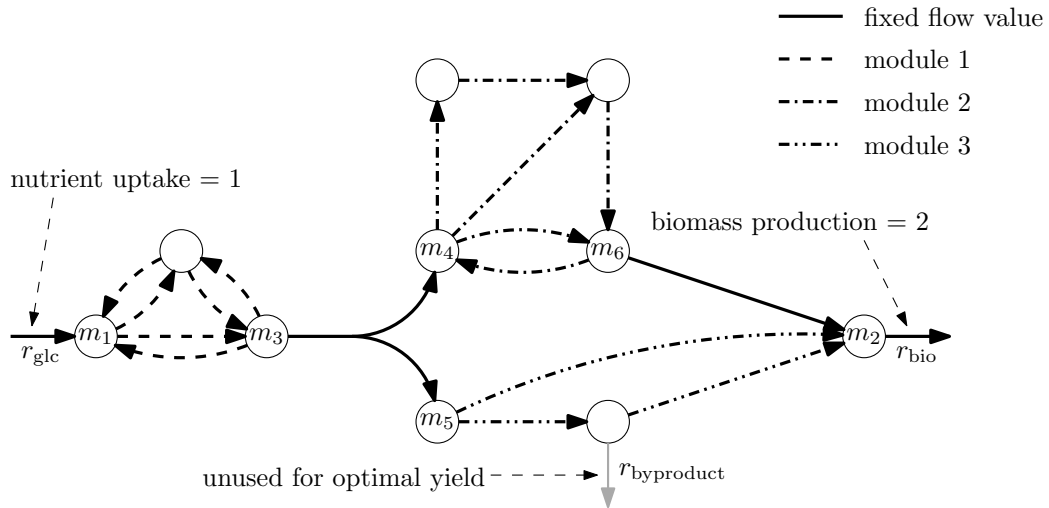 fixed flow value
module 1
module 2
module 3
nutrient uptake = 1
biomass production = 2
m4
m6
m1
m3
m2
rglc
rbio
m5
unused for optimal yield
rbyproduct